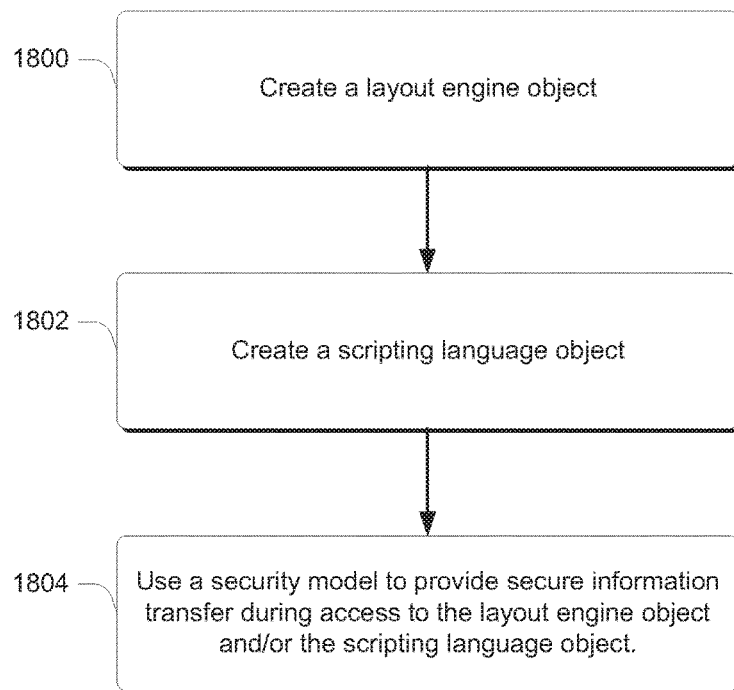 1800
Create a layout engine object
1802
Create a scripting language object
1804
Use a security model to provide secure information
transfer during access to the layout engine object
and/or the scripting language object.